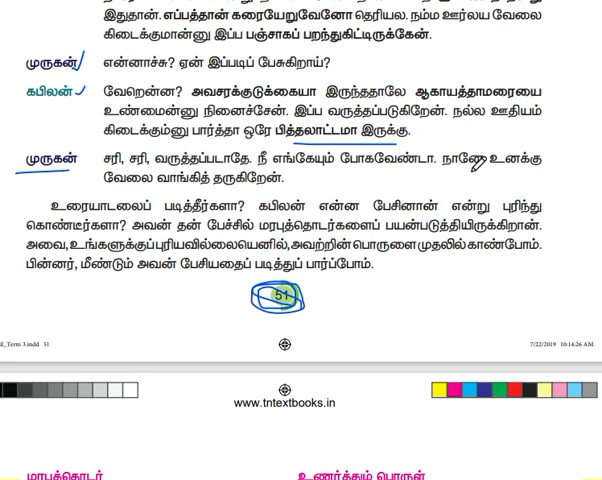 இதுதான். எப்பத்தான் கரையேறுவேனோ தெரியல. நம்ம ஊர்லய வேலை
கிடைக்குமான்னு இப்ப பஞ்சாகப் பறந்துகிட்டிருக்கேன்.
முருகன் என்னாச்சு? ஏன் இப்படிப் பேசுகிறாய்?
கபிலன் வேறென்ன? அவசரக்குடுக்கையா இருந்ததாலே ஆகாயத்தாமரையை
உண்மைன்னு நினைச்சேன். இப்ப வருத்தப்படுகிறேன். நல்ல ஊதியம்
கிடைக்கும்னு பார்த்தா ஒரே பித்தலாட்டமா இருக்கு.
முருகன் சரி, சரி, வருத்தப்படாதே. நீ எங்கேயும் போகவேண்டா. நானே உனக்கு
வேலை வாங்கித் தருகிறேன்.
உரையாடலைப் படித்தீர்களா? கபிலன் என்ன பேசினான் என்று புரிந்து
கொண்டீர்களா? அவன் தன் பேச்சில் மரபுத்தொடர்களைப் பயன்படுத்தியிருக்கிறான்.
அவை, உங்களுக்குப் புரியவில்லையெனில், அவற்றின் பொருளை முதலில் காண்போம்.
பின்னர், மீண்டும் அவன் பேசியதைப் படித்துப் பார்ப்போம்.
51
il_Term 3.indd 51 7/22/2019 10:14:26 AM
www.tntextbooks.in
மரபுத்தொடர் உணர்த்தும் பொருள்